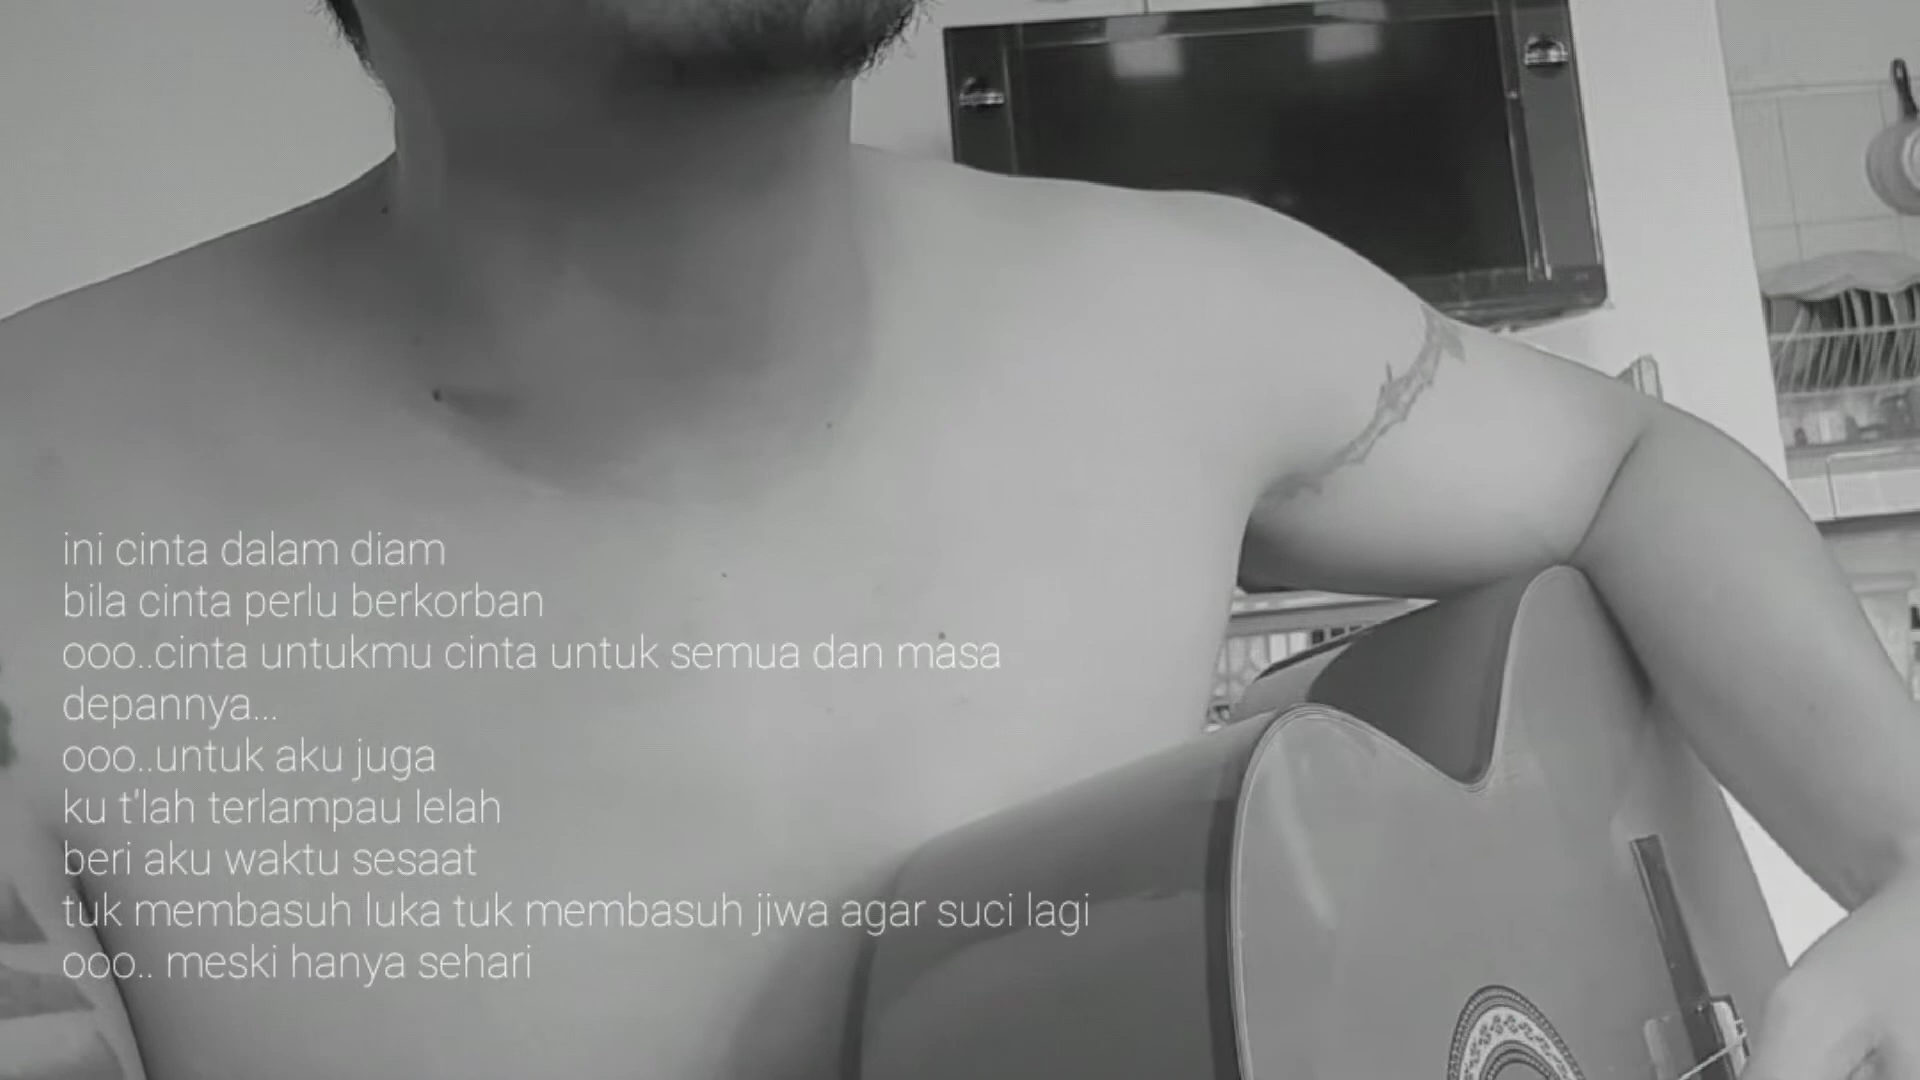 ini cinta dalam diam
bila cinta perlu berkorban
ooo..cinta untukmu cinta untuk semua dan masa
depannya...
ooo..untuk aku juga
ku t'lah terlampau lelah
beri aku waktu sesaat
tuk membasuh luka tuk membasuh jiwa agar suci lagi
ooo.. meski hanya sehari